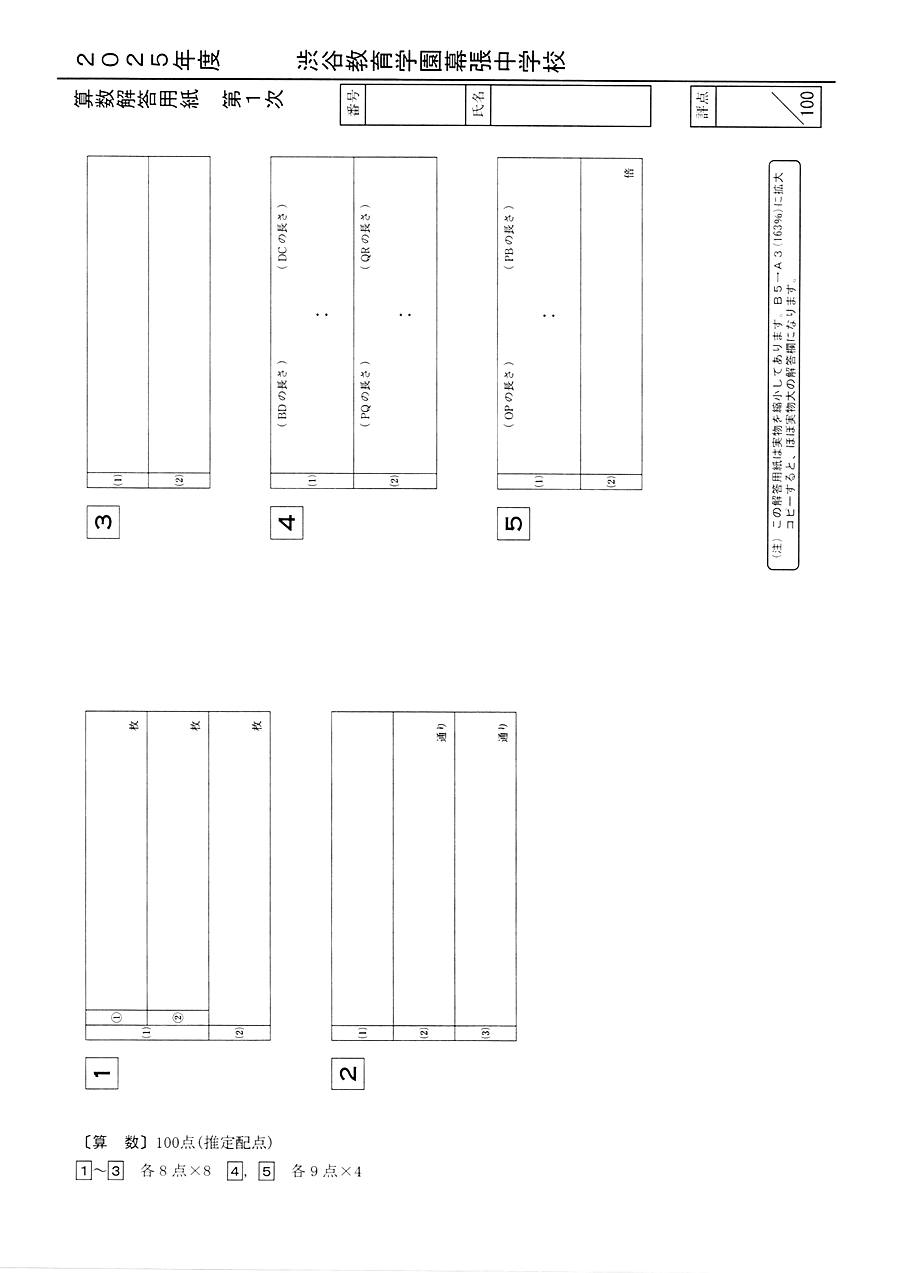 2025年度 渋谷教育学園幕張中学校
算数解答用紙 第1次
番号
氏名
評点
100
1
(1)
①
枚
②
枚
(2)
枚
2
(1)
(2)
通り
(3)
通り
3
(1)
(2)
4
(1)
(BDの長さ) : (DCの長さ)
(2)
(PQの長さ) : (QRの長さ)
5
(1)
(OPの長さ) : (PBの長さ)
(2)
倍
(注) この解答用紙は実物を縮小してあります。B5→A3(163%)に拡大
コピーすると、ほぼ実物大の解答欄になります。
〔算 数〕100点(推定配点)
1~3 各8点×8 4, 5 各9点×4